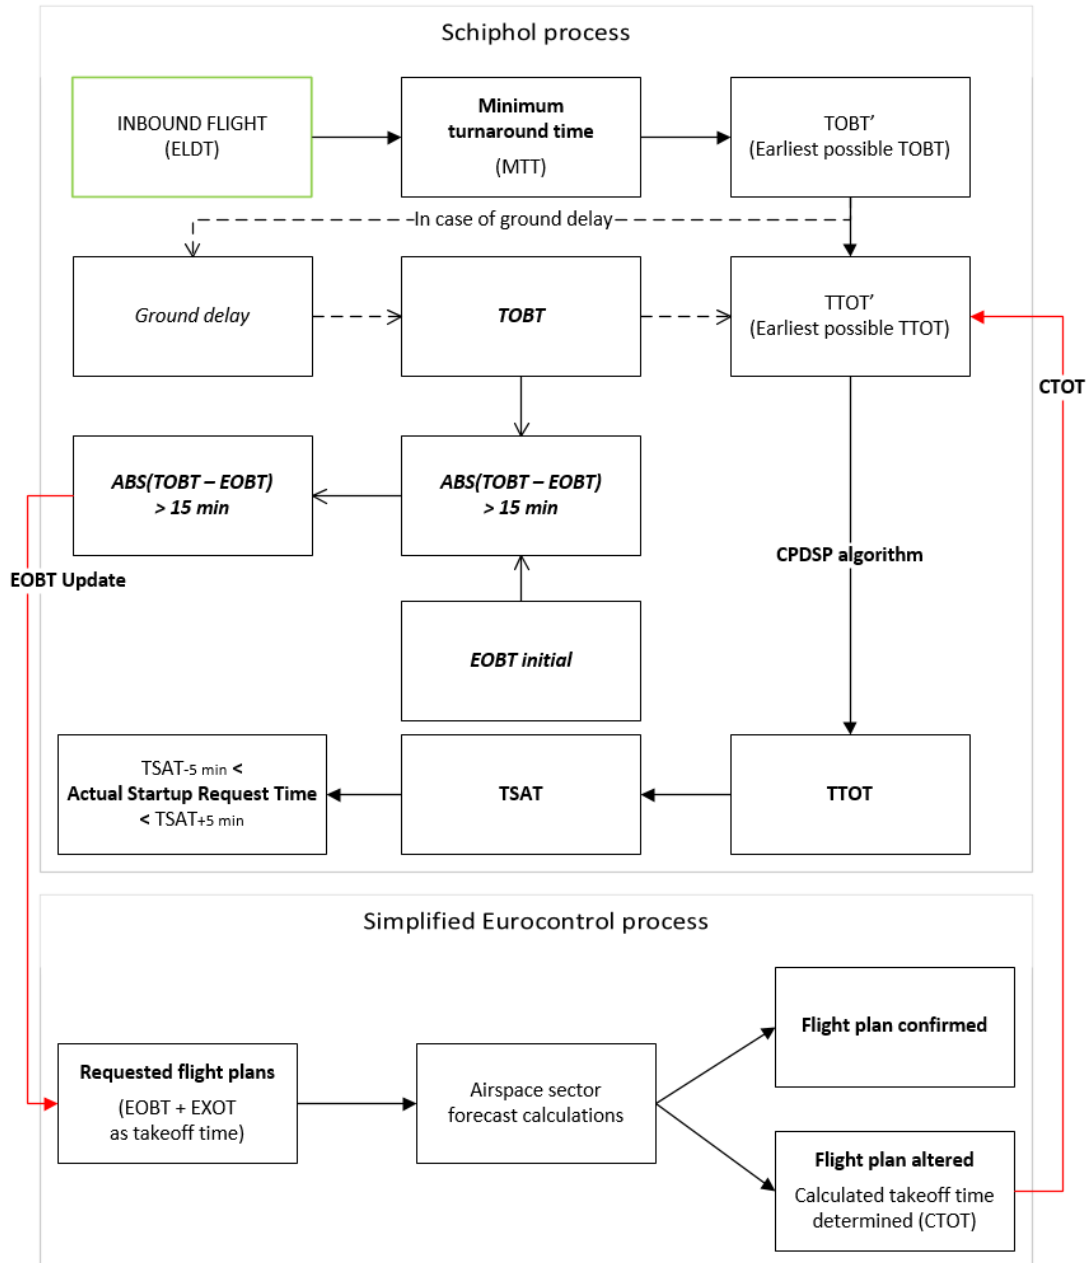 Schiphol process
INBOUND FLIGHT
(ELDT)
Minimum
turnaround time
(MTT)
TOBT’
(Earliest possible TOBT)
In case of ground delay
Ground delay
TOBT
TTOT’
(Earliest possible TTOT)
CTOT
ABS(TOBT – EOBT)
> 15 min
ABS(TOBT – EOBT)
> 15 min
CPDSP algorithm
EOBT Update
EOBT initial
TSAT-5 min <
Actual Startup Request Time
< TSAT+5 min
TSAT
TTOT
Simplified Eurocontrol process
Flight plan confirmed
Requested flight plans
(EOBT + EXOT
as takeoff time)
Airspace sector
forecast calculations
Flight plan altered
Calculated takeoff time
determined (CTOT)